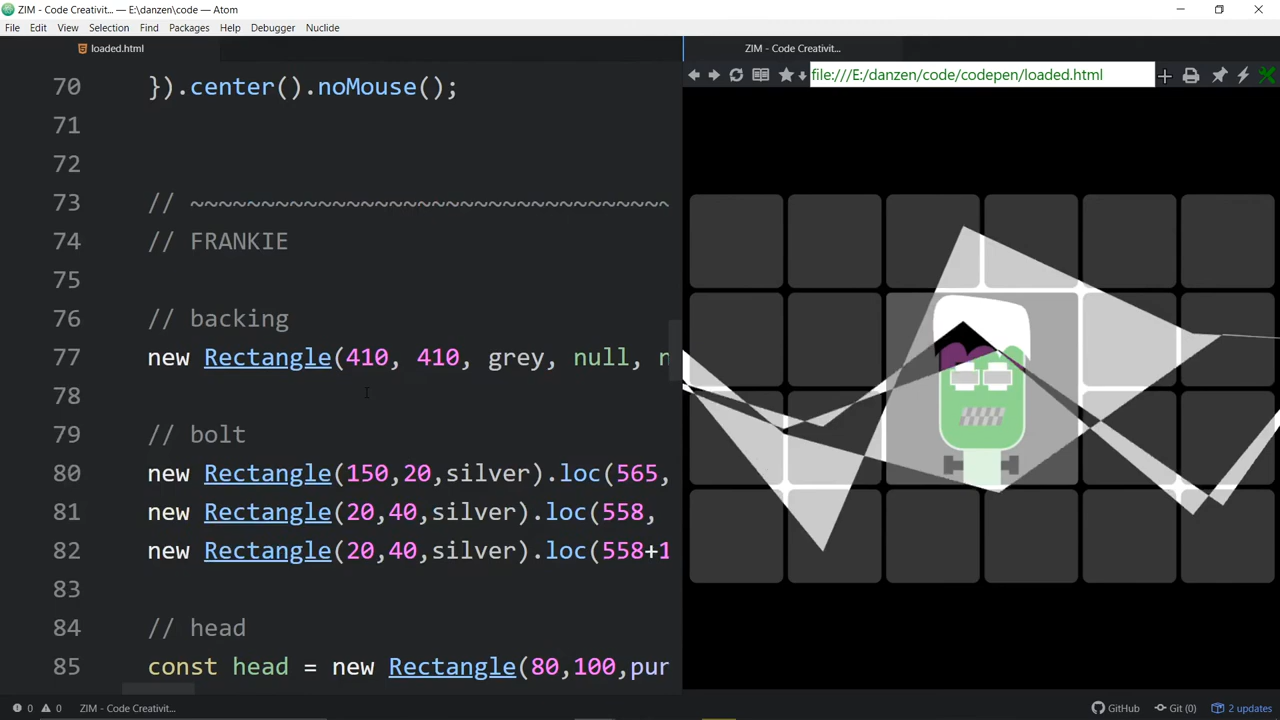 ZIM - Code Creativit... — E:\danzen\code — Atom
File Edit View Selection Find Packages Help Debugger Nuclide
loaded.html
ZIM - Code Creativit...
file:///E:/danzen/code/codepen/loaded.html
70 }).center().noMouse();
71
72
73 // ~~~~~~~~~~~~~~~~~~~~~~~~~~~~~~~~~~
74 // FRANKIE
75
76 // backing
77 new Rectangle(410, 410, grey, null, n
78
79 // bolt
80 new Rectangle(150,20,silver).loc(565,
81 new Rectangle(20,40,silver).loc(558,
82 new Rectangle(20,40,silver).loc(558+1
83
84 // head
85 const head = new Rectangle(80,100,pur
0 0 ZIM - Code Creativit...
GitHub Git (0) 2 updates